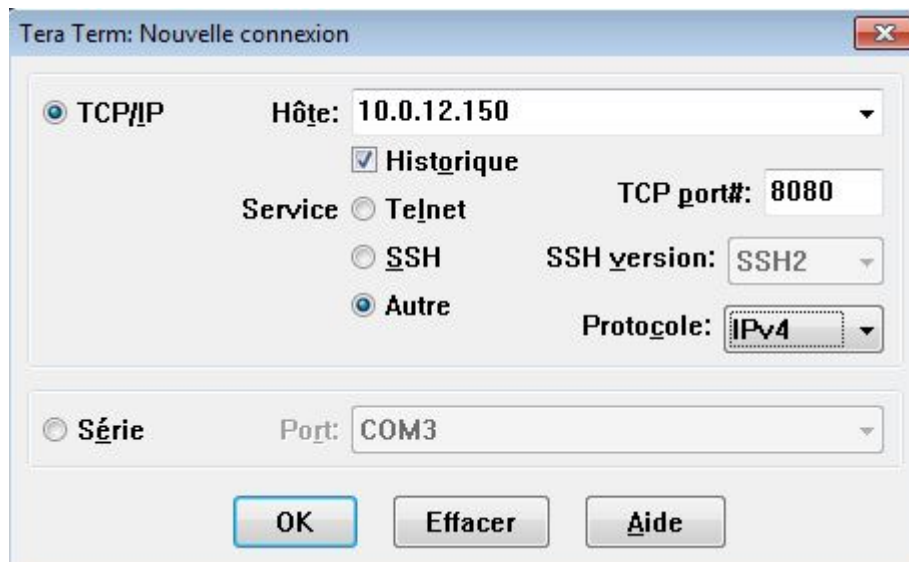 Tera Term: Nouvelle connexion
TCP/IP Hôte: 10.0.12.150
Historique
TCP port#: 8080
Service Telnet
SSH SSH version: SSH2
Autre
Protocole: IPv4
Série Port: COM3
OK Effacer Aide